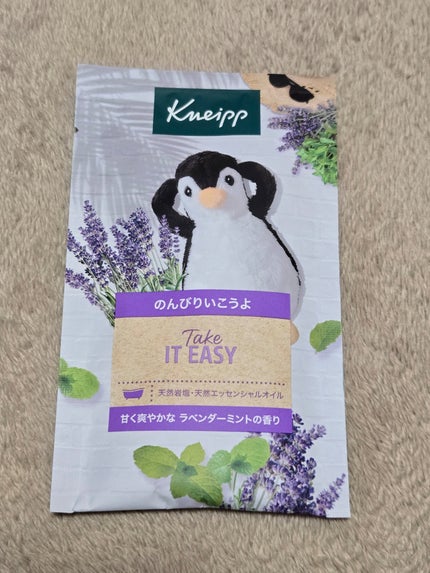 Kneipp
のんびりいこうよ
Take
IT EASY
天然岩塩・天然エッセンシャルオイル
甘く爽やかな ラベンダーミントの香り